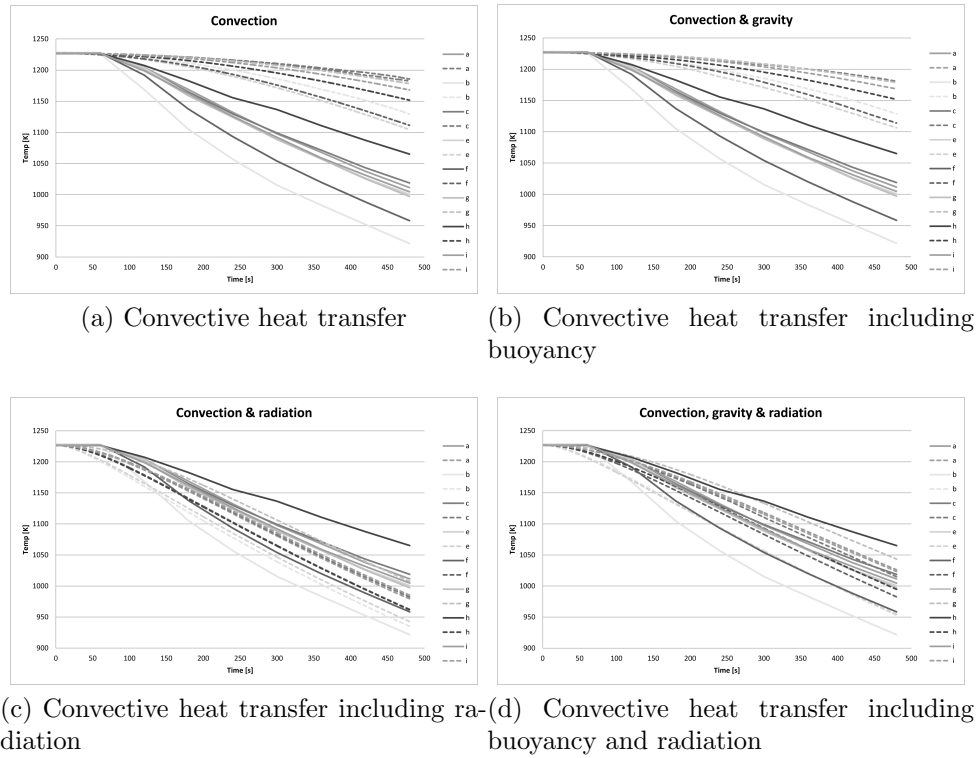 Convection
1250
1200
1150
1100
1050
1000
950
900
Temp [K]
0 50 100 150 200 250 300 350 400 450 500
Time [s]
a
a
b
b
c
c
e
e
f
f
g
g
h
h
i
i
(a) Convective heat transfer
Convection & gravity
1250
1200
1150
1100
1050
1000
950
900
Temp [K]
0 50 100 150 200 250 300 350 400 450 500
Time [s]
a
a
b
b
c
c
e
e
f
f
g
g
h
h
i
i
(b) Convective heat transfer including
buoyancy
Convection & radiation
1250
1200
1150
1100
1050
1000
950
900
Temp [K]
0 50 100 150 200 250 300 350 400 450 500
Time [s]
a
a
b
c
c
e
e
f
f
g
g
h
h
i
i
(c) Convective heat transfer including ra-
diation
Convection, gravity & radiation
1250
1200
1150
1100
1050
1000
950
900
Temp [K]
0 50 100 150 200 250 300 350 400 450 500
Time [s]
a
a
b
c
c
e
e
f
f
g
g
h
h
i
i
(d) Convective heat transfer including
buoyancy and radiation